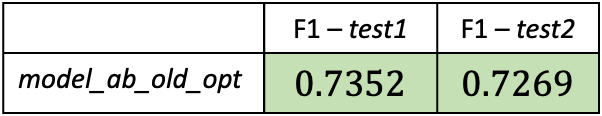 F1 – test1 F1 – test2
model_ab_old_opt 0.7352 0.7269